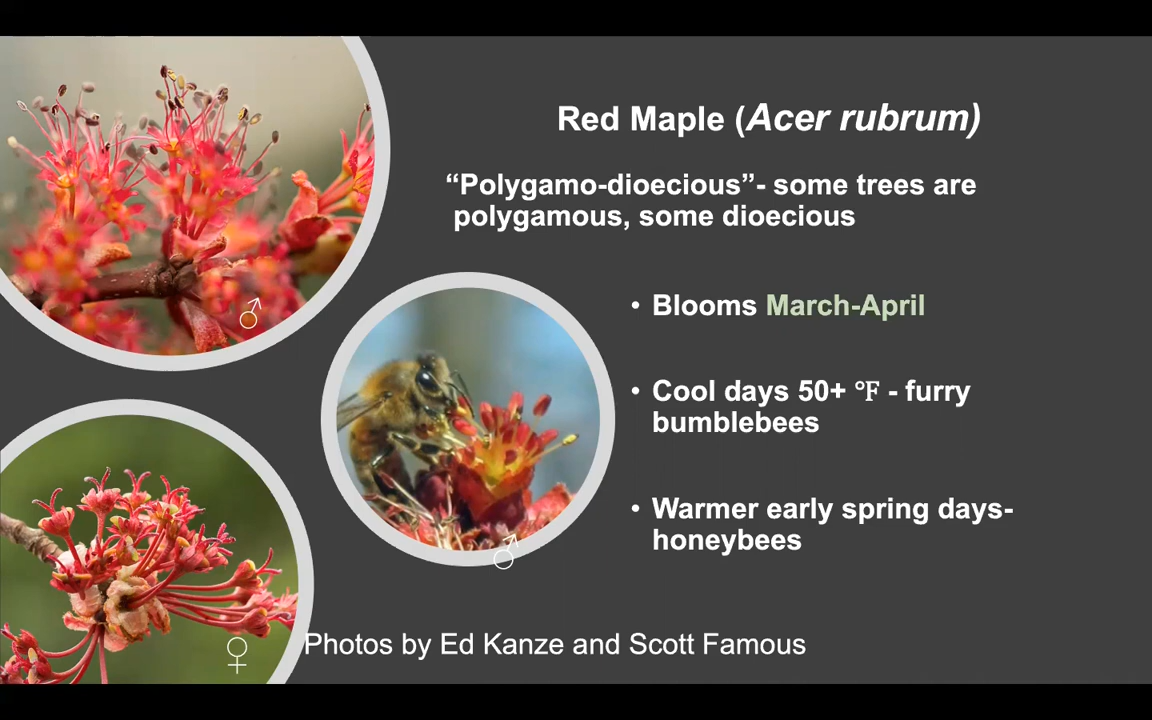 Red Maple (Acer rubrum)
“Polygamo-dioecious”- some trees are
polygamous, some dioecious
• Blooms March-April
• Cool days 50+ °F - furry
bumblebees
• Warmer early spring days-
honeybees
♂
♂
♀
Photos by Ed Kanze and Scott Famous